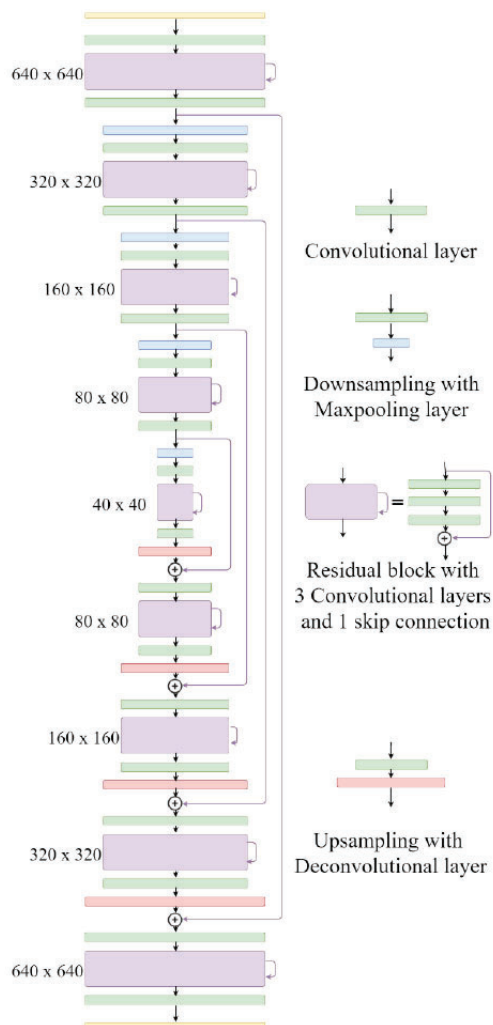 640 x 640
320 x 320
160 x 160
80 x 80
40 x 40
80 x 80
160 x 160
320 x 320
640 x 640
Convolutional layer
Downsampling with
Maxpooling layer
=
Residual block with
3 Convolutional layers
and 1 skip connection
Upsampling with
Deconvolutional layer